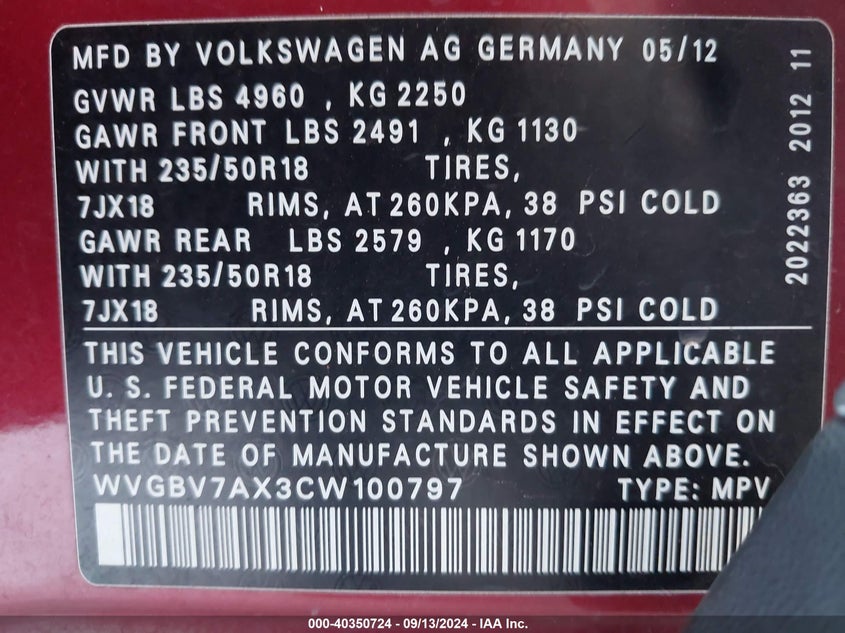 MFD BY VOLKSWAGEN AG GERMANY 05/12
GVWR LBS 4960 , KG 2250
GAWR FRONT LBS 2491 , KG 1130
WITH 235/50R18 TIRES,
7JX18 RIMS, AT 260KPA, 38 PSI COLD
GAWR REAR LBS 2579 , KG 1170
WITH 235/50R18 TIRES,
7JX18 RIMS, AT 260KPA, 38 PSI COLD
THIS VEHICLE CONFORMS TO ALL APPLICABLE
U. S. FEDERAL MOTOR VEHICLE SAFETY AND
THEFT PREVENTION STANDARDS IN EFFECT ON
THE DATE OF MANUFACTURE SHOWN ABOVE.
WVGBV7AX3CW100797 TYPE: MPV
2022363 2012 11
000-40350724 - 09/13/2024 - IAA Inc.